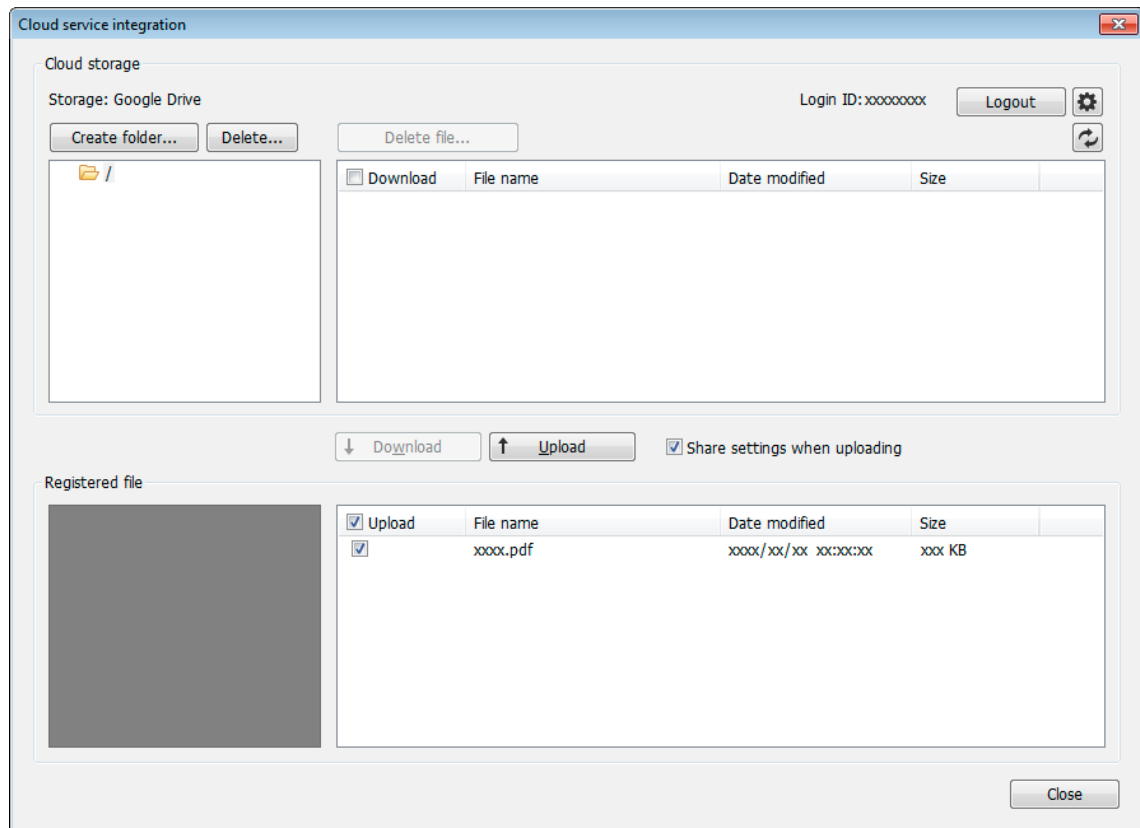 Cloud service integration
Cloud storage
Storage: Google Drive
Login ID: xxxxxxxx
Logout
Create folder...
Delete...
Delete file...
/
Download File name Date modified Size
Download
Upload
Share settings when uploading
Registered file
Upload File name Date modified Size
xxxx.pdf xxxx/xx/xx xx:xx:xx xxx KB
Close